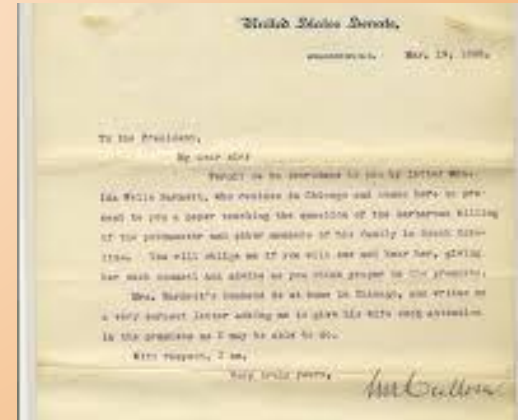 United States Senate,
Mar. 19, 1898.
To the President,
My dear sir:
Permit me to introduce to you by letter Mrs.
Ida Wells Barnett, who resides in Chicago and comes here to pre-
sent to you a paper touching the question of the barbarous killing
of the postmaster and other members of his family in South Caro-
lina. You will oblige me if you will see and hear her, giving
her such counsel and advice as you think proper in the premises.
Mrs. Barnett's husband is at home in Chicago, and writes me
a very earnest letter asking me to give his wife such attention
in the premises as I may be able to do.
With respect, I am,
Very truly yours,